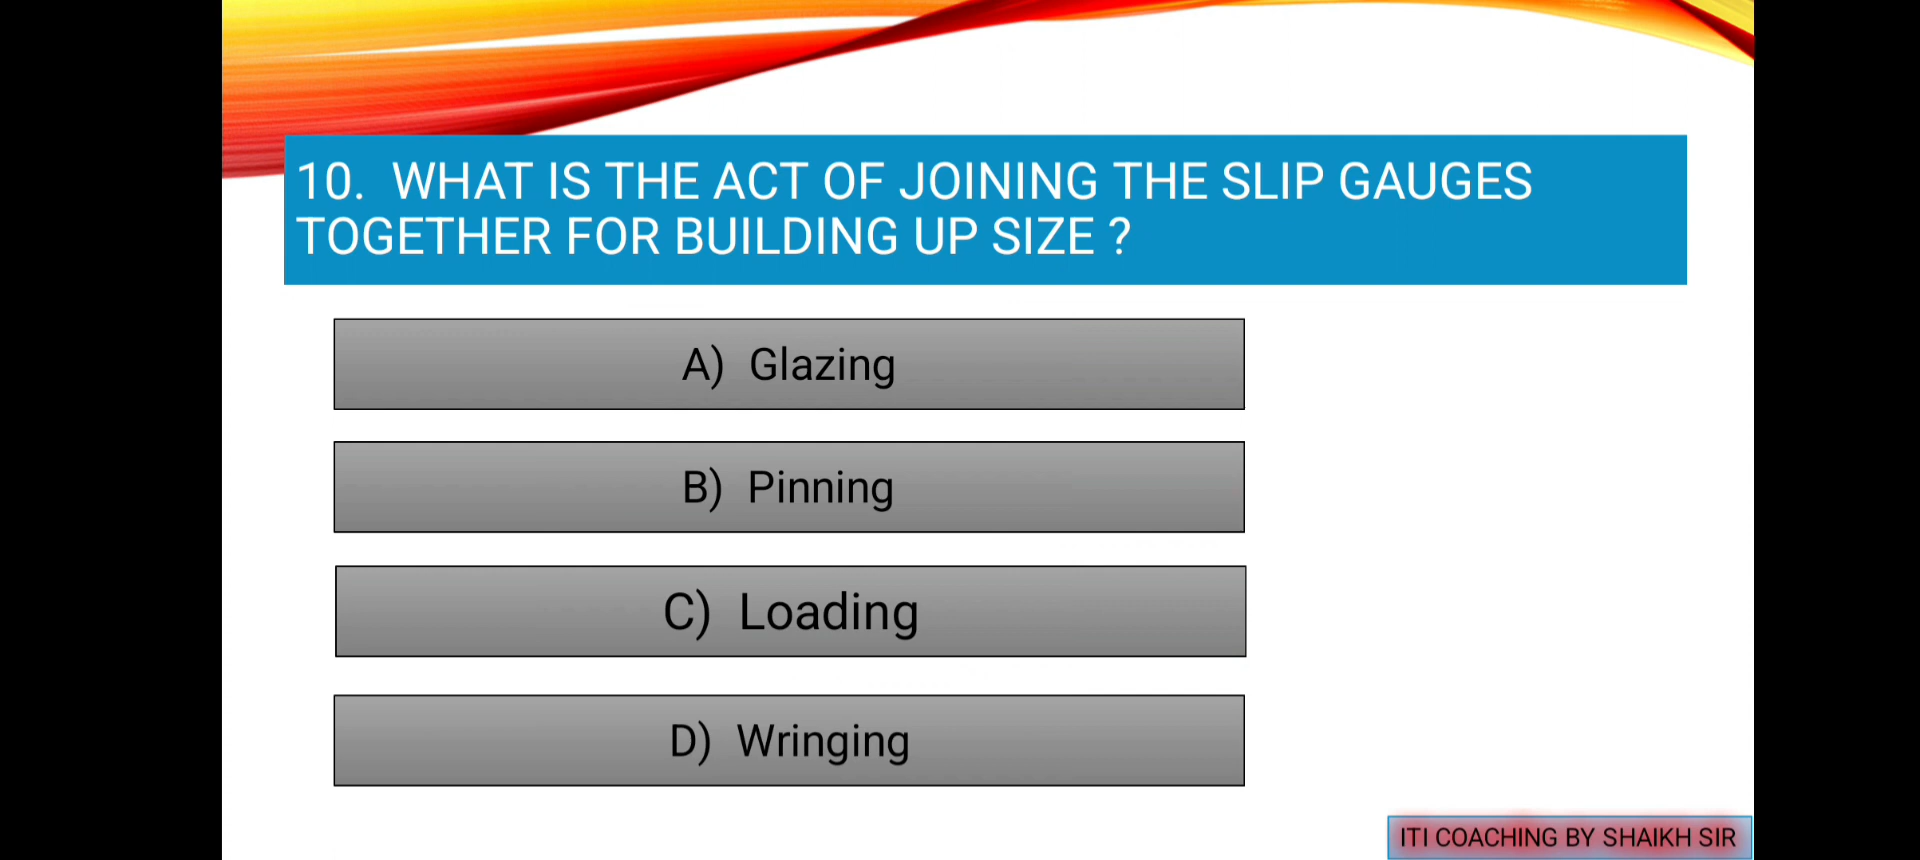 10. WHAT IS THE ACT OF JOINING THE SLIP GAUGES
TOGETHER FOR BUILDING UP SIZE ?
A) Glazing
B) Pinning
C) Loading
D) Wringing
ITI COACHING BY SHAIKH SIR